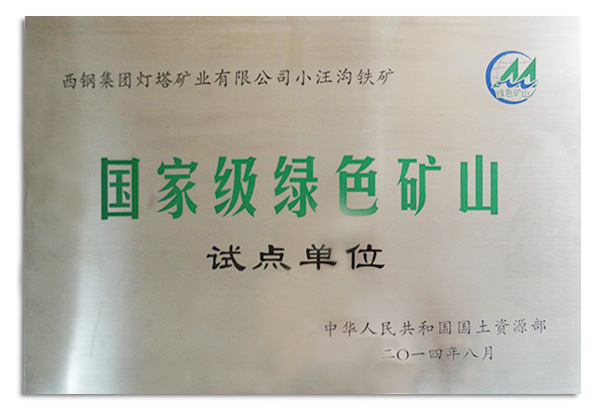 西钢集团灯塔矿业有限公司小汪沟铁矿
绿色矿山
国家级绿色矿山
试点单位
中华人民共和国国土资源部
二〇一四年八月